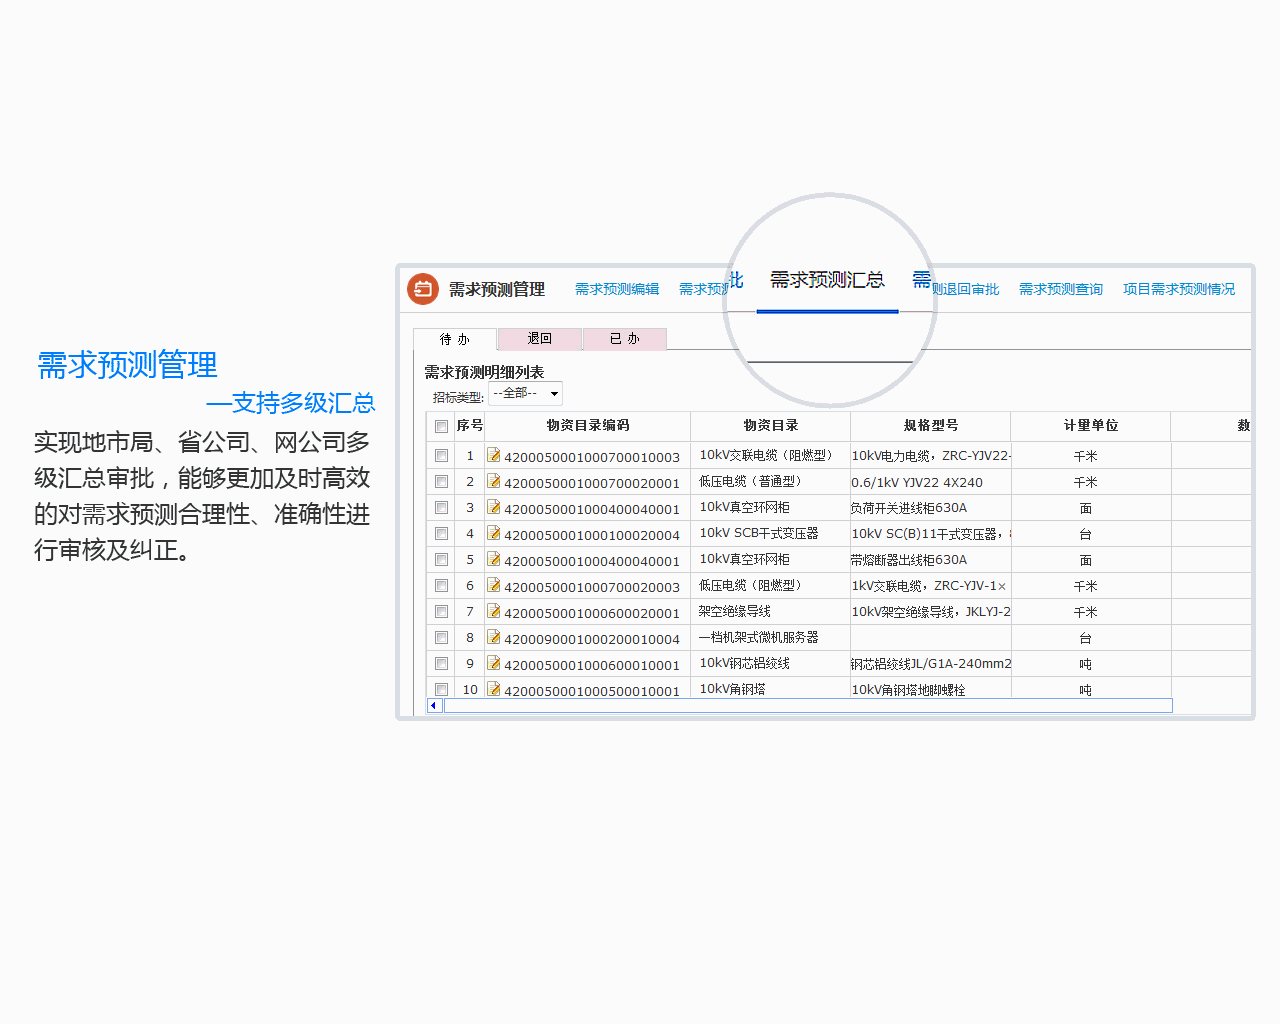 需求预测管理
—支持多级汇总
实现地市局、省公司、网公司多
级汇总审批，能够更加及时高效
的对需求预测合理性、准确性进
行审核及纠正。
需求预测管理 需求预测编辑 需求预测 批 需求预测汇总 需 测退回审批 需求预测查询 项目需求预测情况
待 办 退回 已 办
需求预测明细列表
招标类型: --全部--
序号 物资目录编码 物资目录 规格型号 计量单位 数
1 4200050001000700010003 10kV交联电缆（阻燃型） 10kV电力电缆，ZRC-YJV22- 千米
2 4200050001000700020001 低压电缆（普通型） 0.6/1kV YJV22 4X240 千米
3 4200050001000400040001 10kV真空环网柜 负荷开关进线柜630A 面
4 4200050001000100020004 10kV SCB干式变压器 10kV SC(B)11干式变压器， 台
5 4200050001000400040001 10kV真空环网柜 带熔断器出线柜630A 面
6 4200050001000700020003 低压电缆（阻燃型） 1kV交联电缆，ZRC-YJV-1× 千米
7 4200050001000600020001 架空绝缘导线 10kV架空绝缘导线，JKLYJ-2 千米
8 4200090001000200010004 一档机架式微机服务器 台
9 4200050001000600010001 10kV钢芯铝绞线 钢芯铝绞线JL/G1A-240mm2 吨
10 4200050001000500010001 10kV角钢塔 10kV角钢塔地脚螺栓 吨